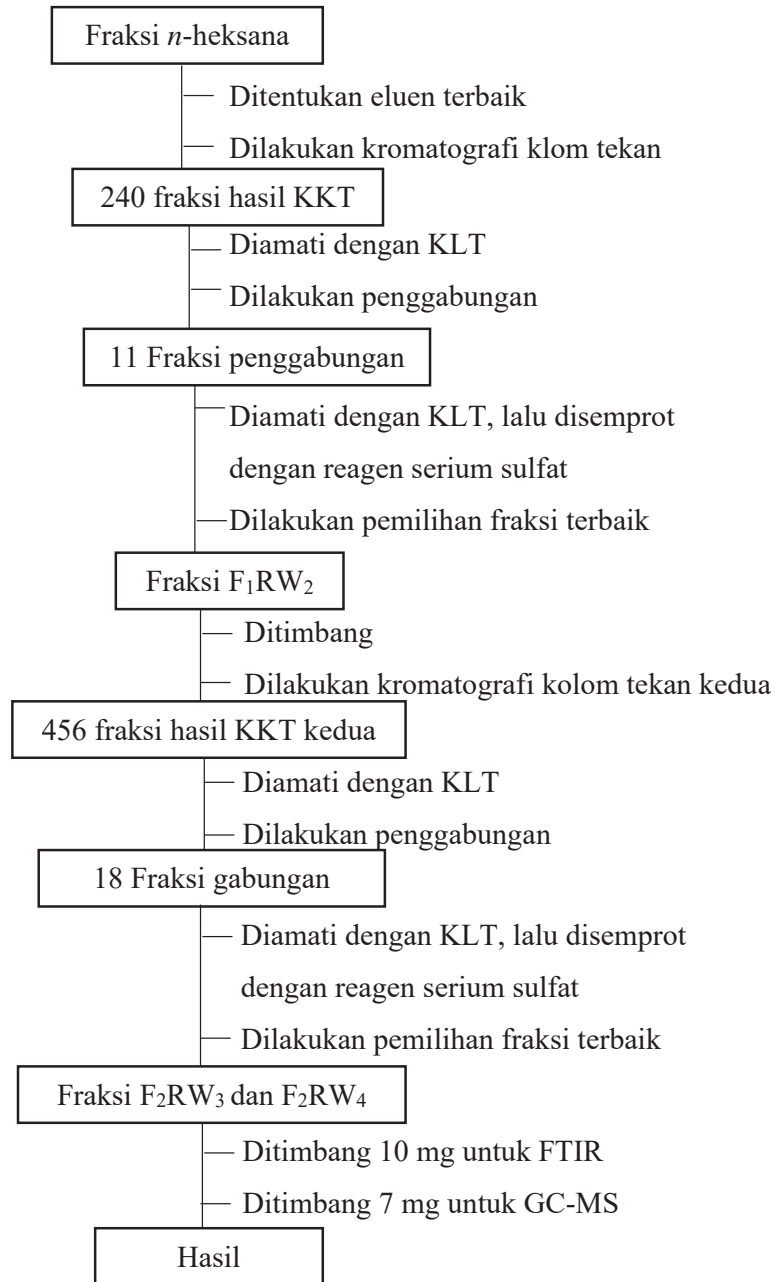 Fraksi n-heksana
Ditentukan eluen terbaik
Dilakukan kromatografi klom tekan
240 fraksi hasil KKT
Diamati dengan KLT
Dilakukan penggabungan
11 Fraksi penggabungan
Diamati dengan KLT, lalu disemprot
dengan reagen serium sulfat
Dilakukan pemilihan fraksi terbaik
Fraksi F₁RW₂
Ditimbang
Dilakukan kromatografi kolom tekan kedua
456 fraksi hasil KKT kedua
Diamati dengan KLT
Dilakukan penggabungan
18 Fraksi gabungan
Diamati dengan KLT, lalu disemprot
dengan reagen serium sulfat
Dilakukan pemilihan fraksi terbaik
Fraksi F₂RW₃ dan F₂RW₄
Ditimbang 10 mg untuk FTIR
Ditimbang 7 mg untuk GC-MS
Hasil